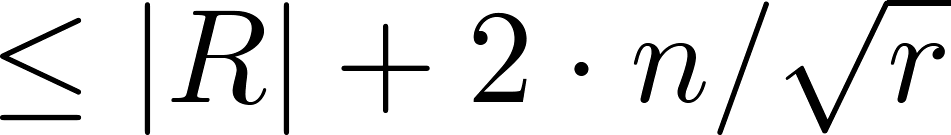 ≤ |R| + 2 · n/√r